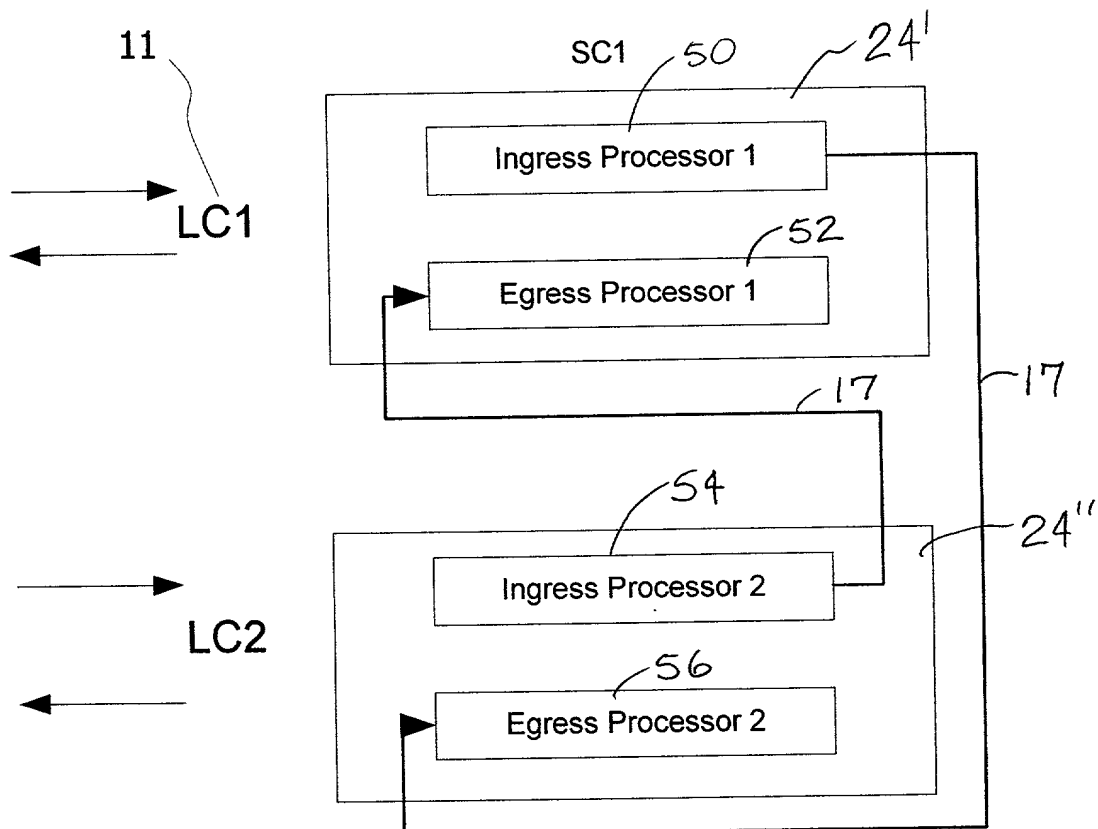 11
SC1
50
24'
Ingress Processor 1
LC1
52
Egress Processor 1
17
17
54
24"
Ingress Processor 2
LC2
56
Egress Processor 2